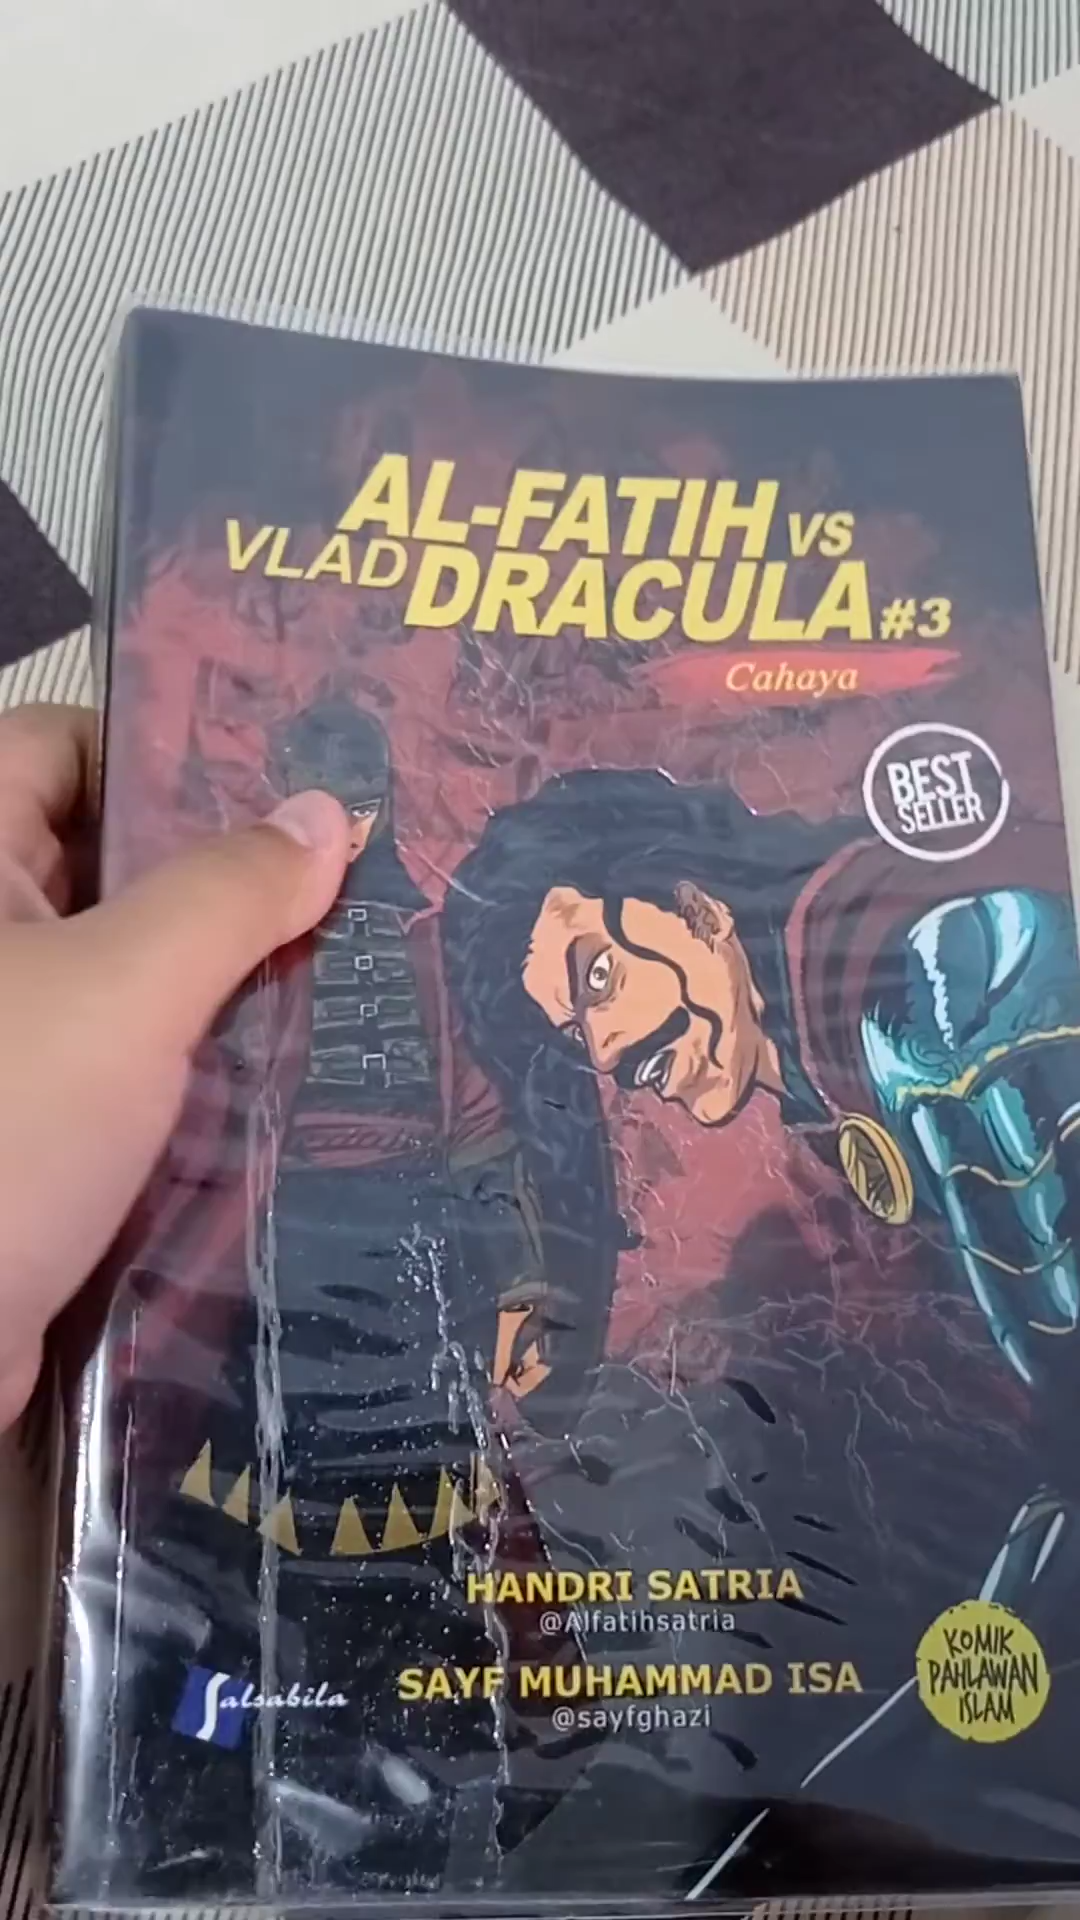 AL-FATIH VS
VLAD DRACULA #3
Cahaya
BEST
SELLER
HANDRI SATRIA
@Alfatihsatria
SAYF MUHAMMAD ISA
@sayfghazi
Salsabila
KOMIK
PAHLAWAN
ISLAM